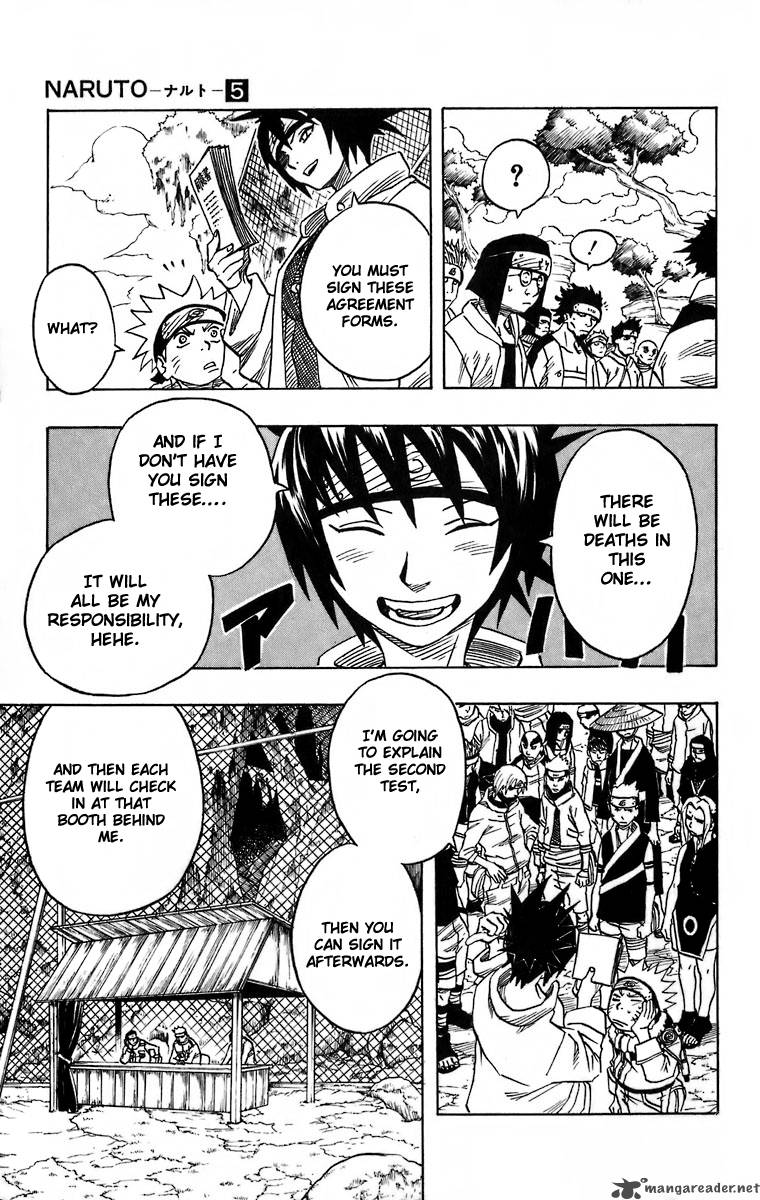 NARUTO—ナルト—5
?
!
YOU MUST
SIGN THESE
AGREEMENT
FORMS.
WHAT?
THERE
WILL BE
DEATHS IN
THIS
ONE...
AND IF I
DON'T HAVE
YOU SIGN
THESE....
IT WILL
ALL BE MY
RESPONSIBILITY,
HEHE.
I'M GOING
TO EXPLAIN
THE SECOND
TEST,
THEN YOU
CAN SIGN IT
AFTERWARDS.
AND THEN EACH
TEAM WILL CHECK
IN AT THAT
BOOTH BEHIND
ME.
mangareader.net